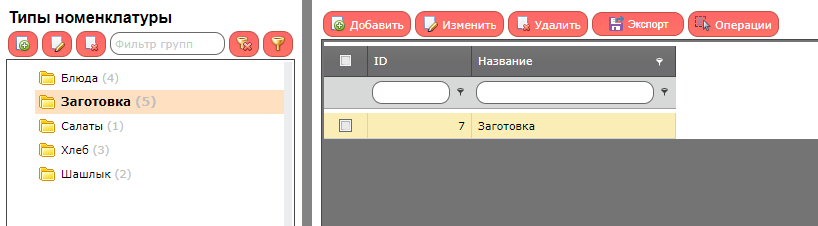 Типы номенклатуры
Фильтр групп
Блюда (4)
Заготовка (5)
Салаты (1)
Хлеб (3)
Шашлык (2)
Добавить Изменить Удалить Экспорт Операции
ID Название
7 Заготовка